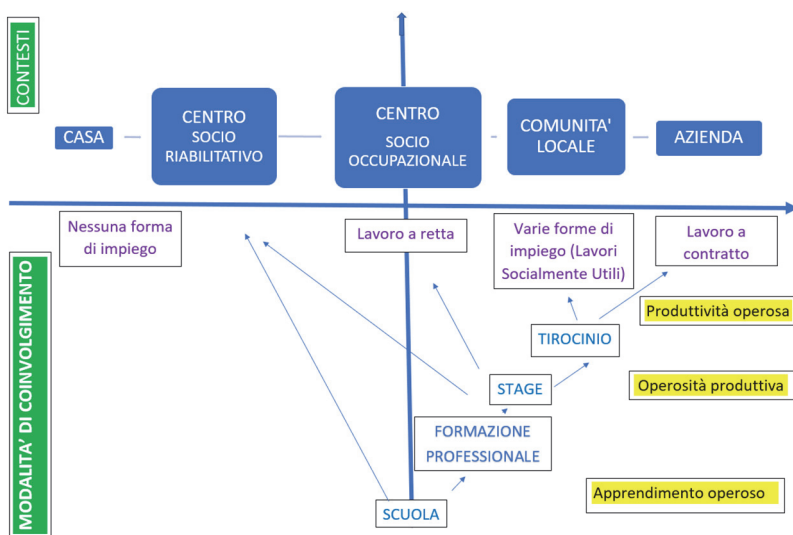 CONTESTI
CASA
CENTRO
SOCIO
RIABILITATIVO
CENTRO
SOCIO
OCCUPAZIONALE
COMUNITA'
LOCALE
AZIENDA
MODALITA' DI COINVOLGIMENTO
Nessuna forma
di impiego
Lavoro a retta
Varie forme di
impiego (Lavori
Socialmente Utili)
Lavoro a
contratto
Produttività operosa
TIROCINIO
Operosità produttiva
STAGE
FORMAZIONE
PROFESSIONALE
Apprendimento operoso
SCUOLA